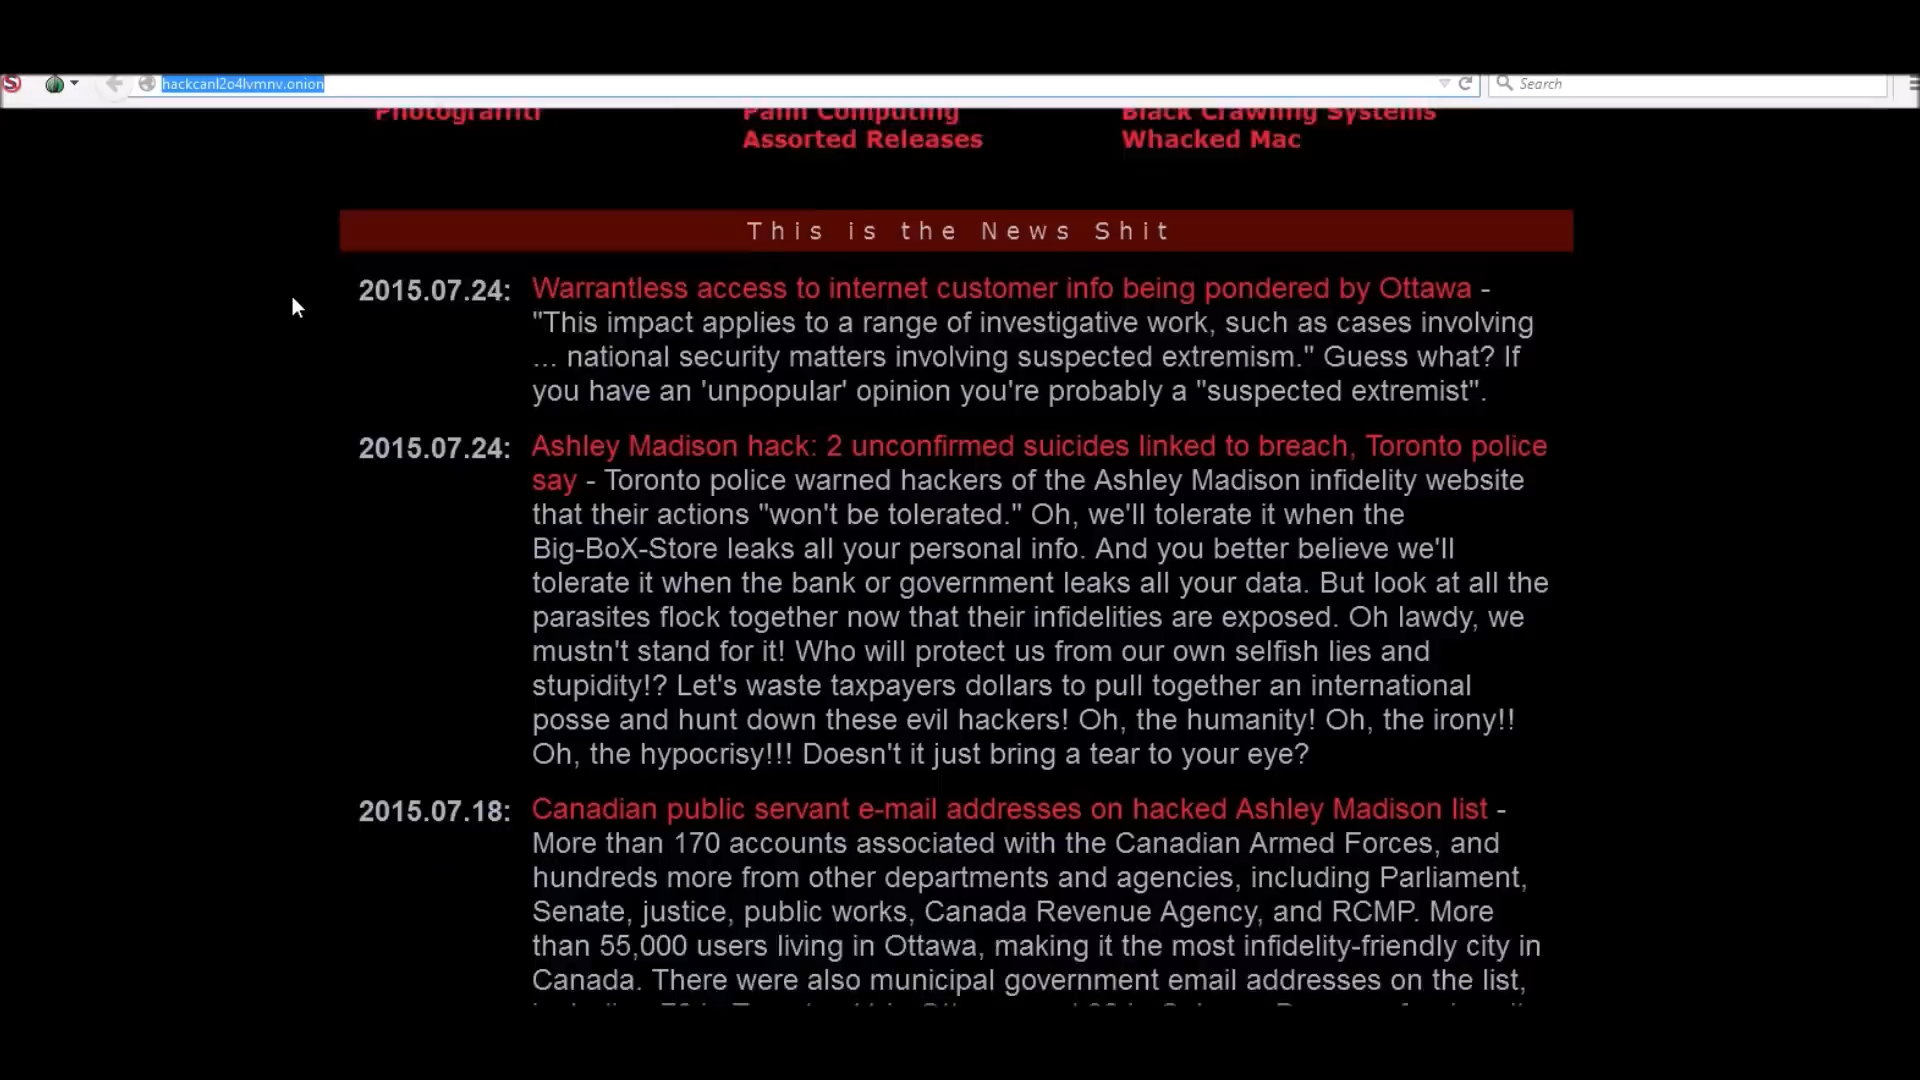 hackcanl2o4lvmnv.onion
Search
Photograffiti
Palm Computing
Black Crawling Systems
Assorted Releases
Whacked Mac
This is the News Shit
2015.07.24: Warrantless access to internet customer info being pondered by Ottawa -
"This impact applies to a range of investigative work, such as cases involving
... national security matters involving suspected extremism." Guess what? If
you have an 'unpopular' opinion you're probably a "suspected extremist".
2015.07.24: Ashley Madison hack: 2 unconfirmed suicides linked to breach, Toronto police
say - Toronto police warned hackers of the Ashley Madison infidelity website
that their actions "won't be tolerated." Oh, we'll tolerate it when the
Big-BoX-Store leaks all your personal info. And you better believe we'll
tolerate it when the bank or government leaks all your data. But look at all the
parasites flock together now that their infidelities are exposed. Oh lawdy, we
mustn't stand for it! Who will protect us from our own selfish lies and
stupidity!? Let's waste taxpayers dollars to pull together an international
posse and hunt down these evil hackers! Oh, the humanity! Oh, the irony!!
Oh, the hypocrisy!!! Doesn't it just bring a tear to your eye?
2015.07.18: Canadian public servant e-mail addresses on hacked Ashley Madison list -
More than 170 accounts associated with the Canadian Armed Forces, and
hundreds more from other departments and agencies, including Parliament,
Senate, justice, public works, Canada Revenue Agency, and RCMP. More
than 55,000 users living in Ottawa, making it the most infidelity-friendly city in
Canada. There were also municipal government email addresses on the list,